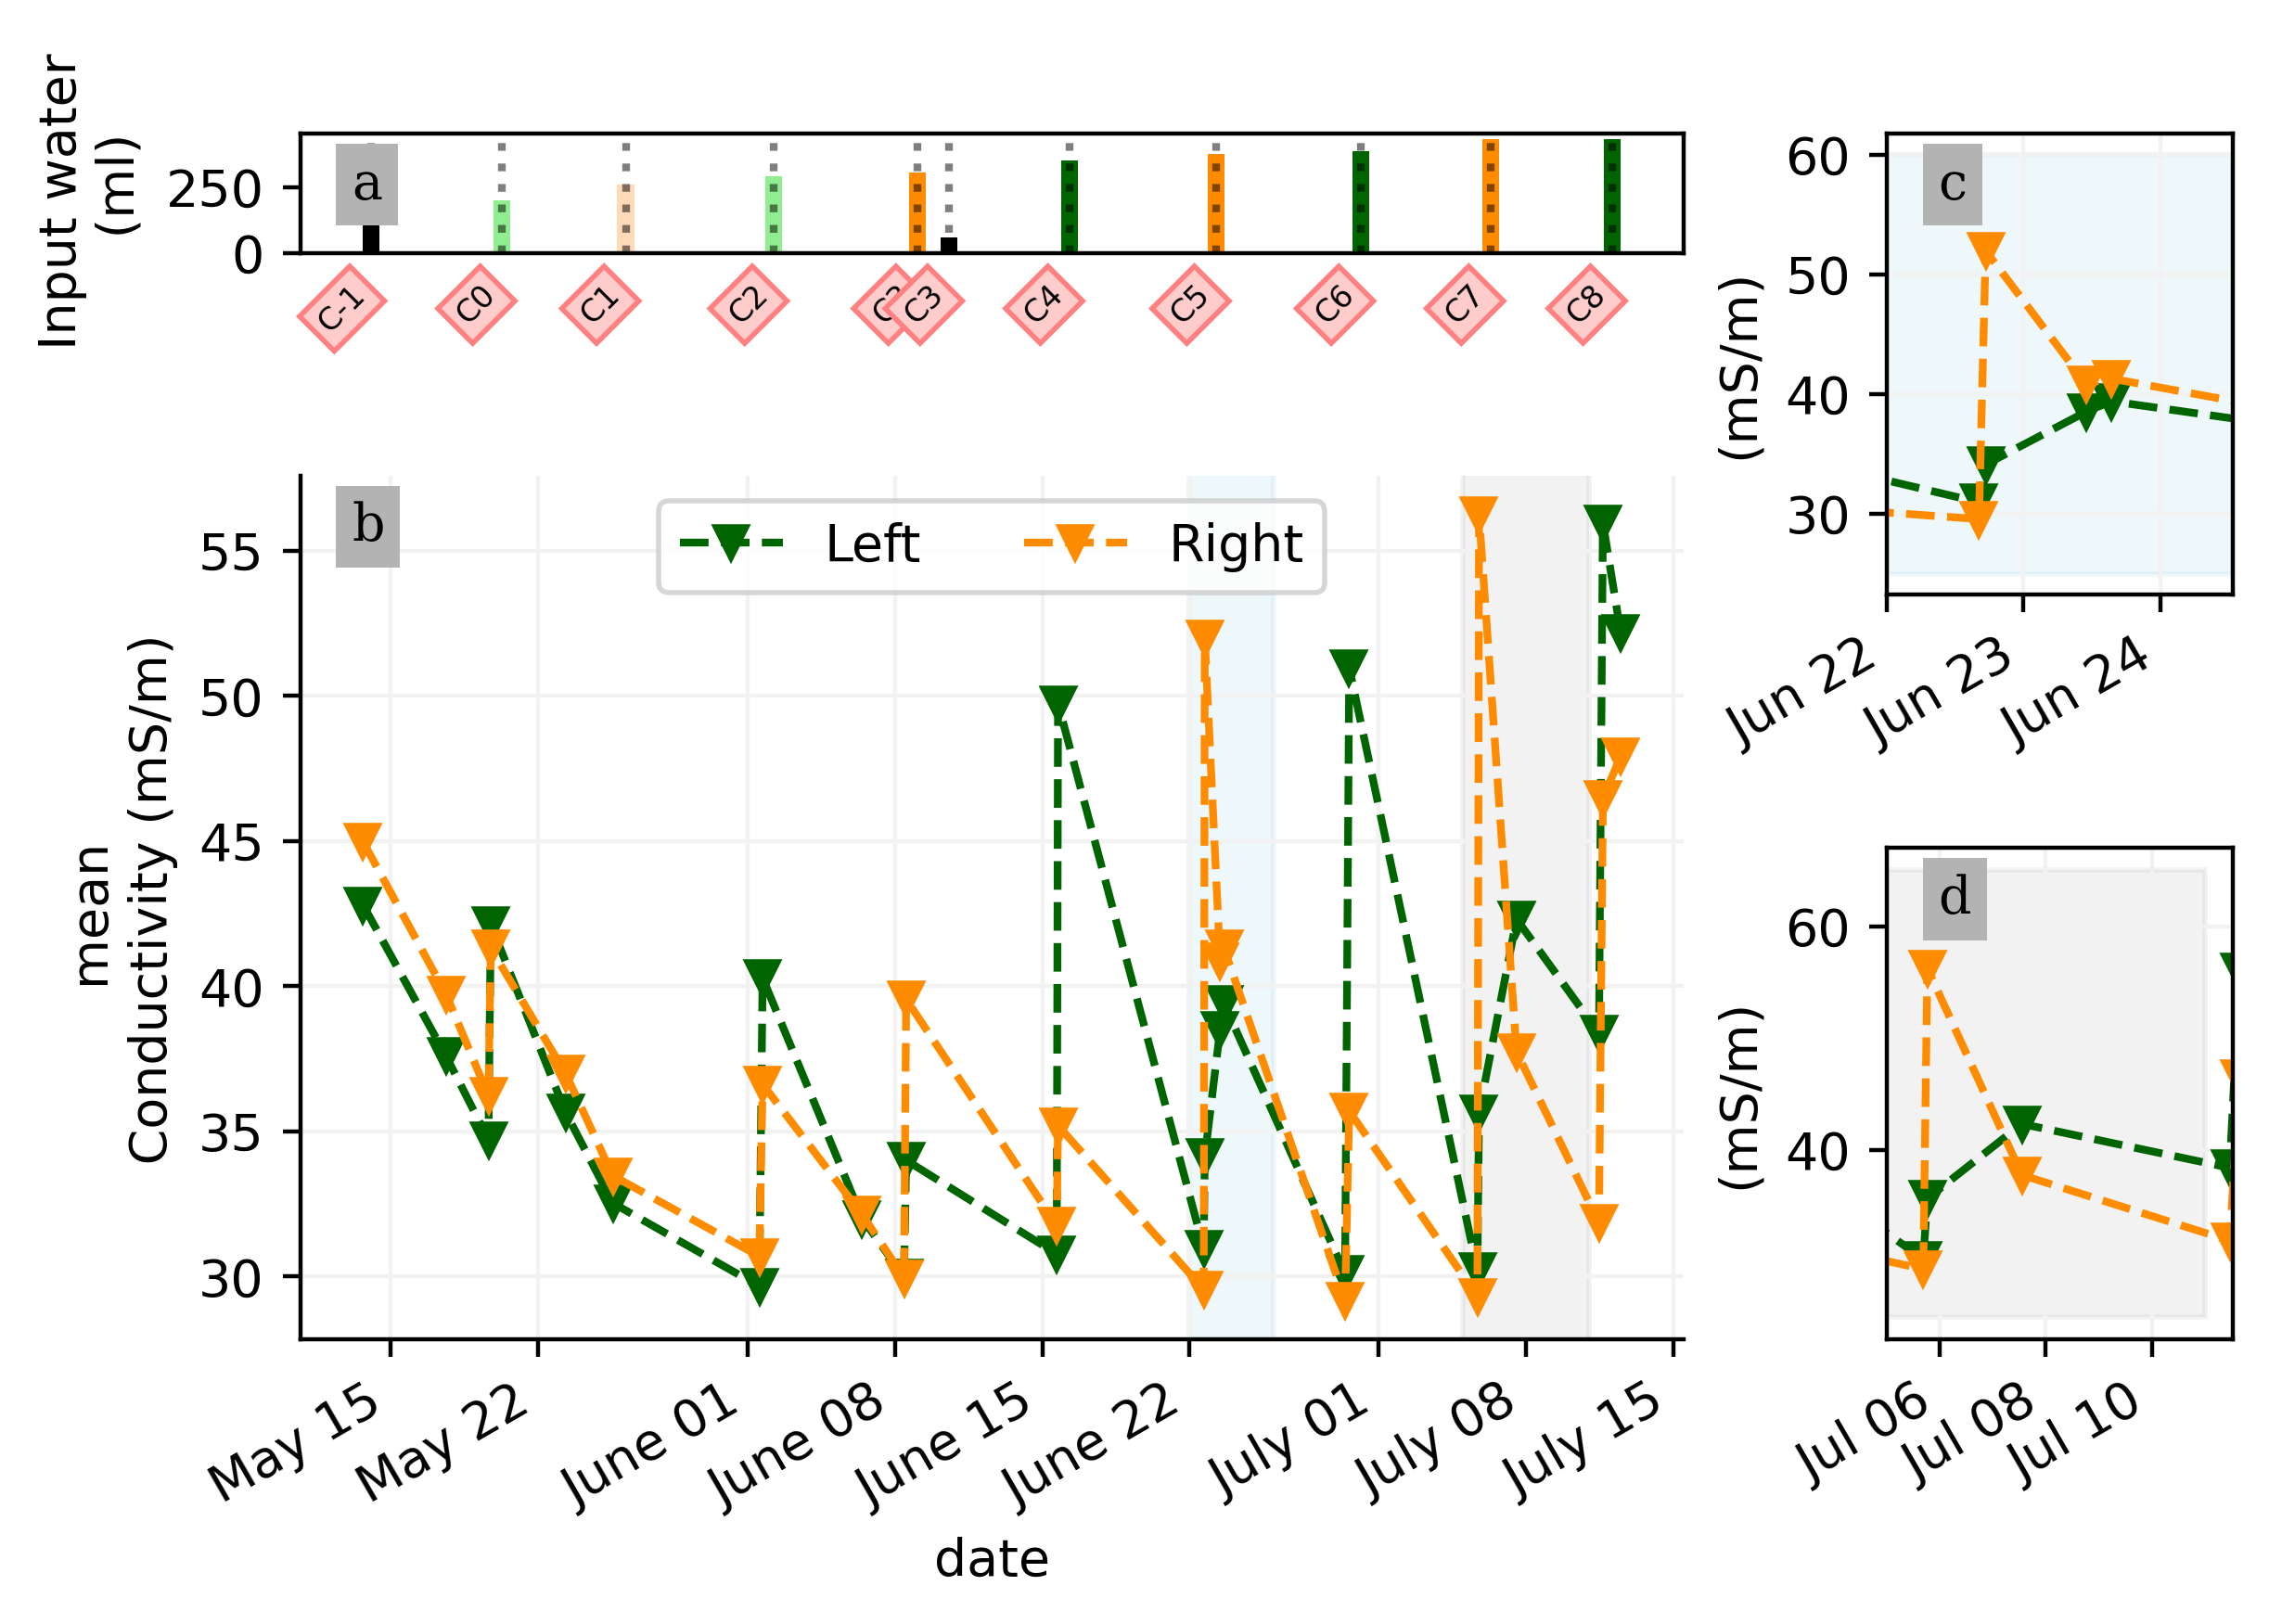 Input water
(ml)
250
0
a
C-1
C0
C1
C2
C3
C4
C5
C6
C7
C8
mean
Conductivity (mS/m)
55
50
45
40
35
30
b
Left
Right
May 15
May 22
June 01
June 08
June 15
June 22
July 01
July 08
July 15
date
(mS/m)
60
50
40
30
c
Jun 22
Jun 23
Jun 24
(mS/m)
60
40
d
Jul 06
Jul 08
Jul 10